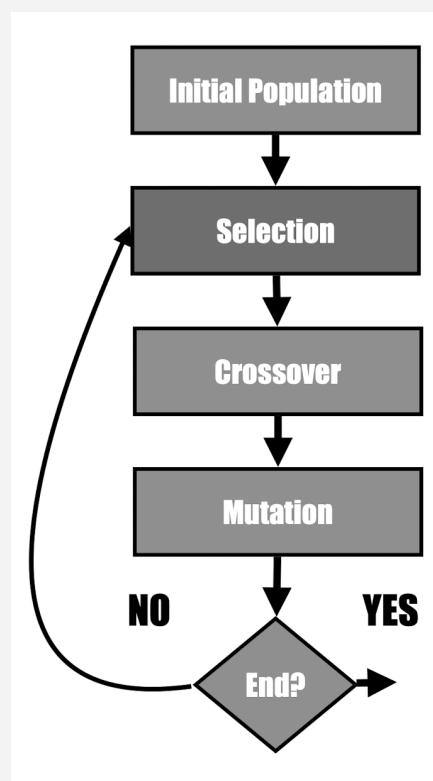 Initial Population
Selection
Crossover
Mutation
NO
YES
End?